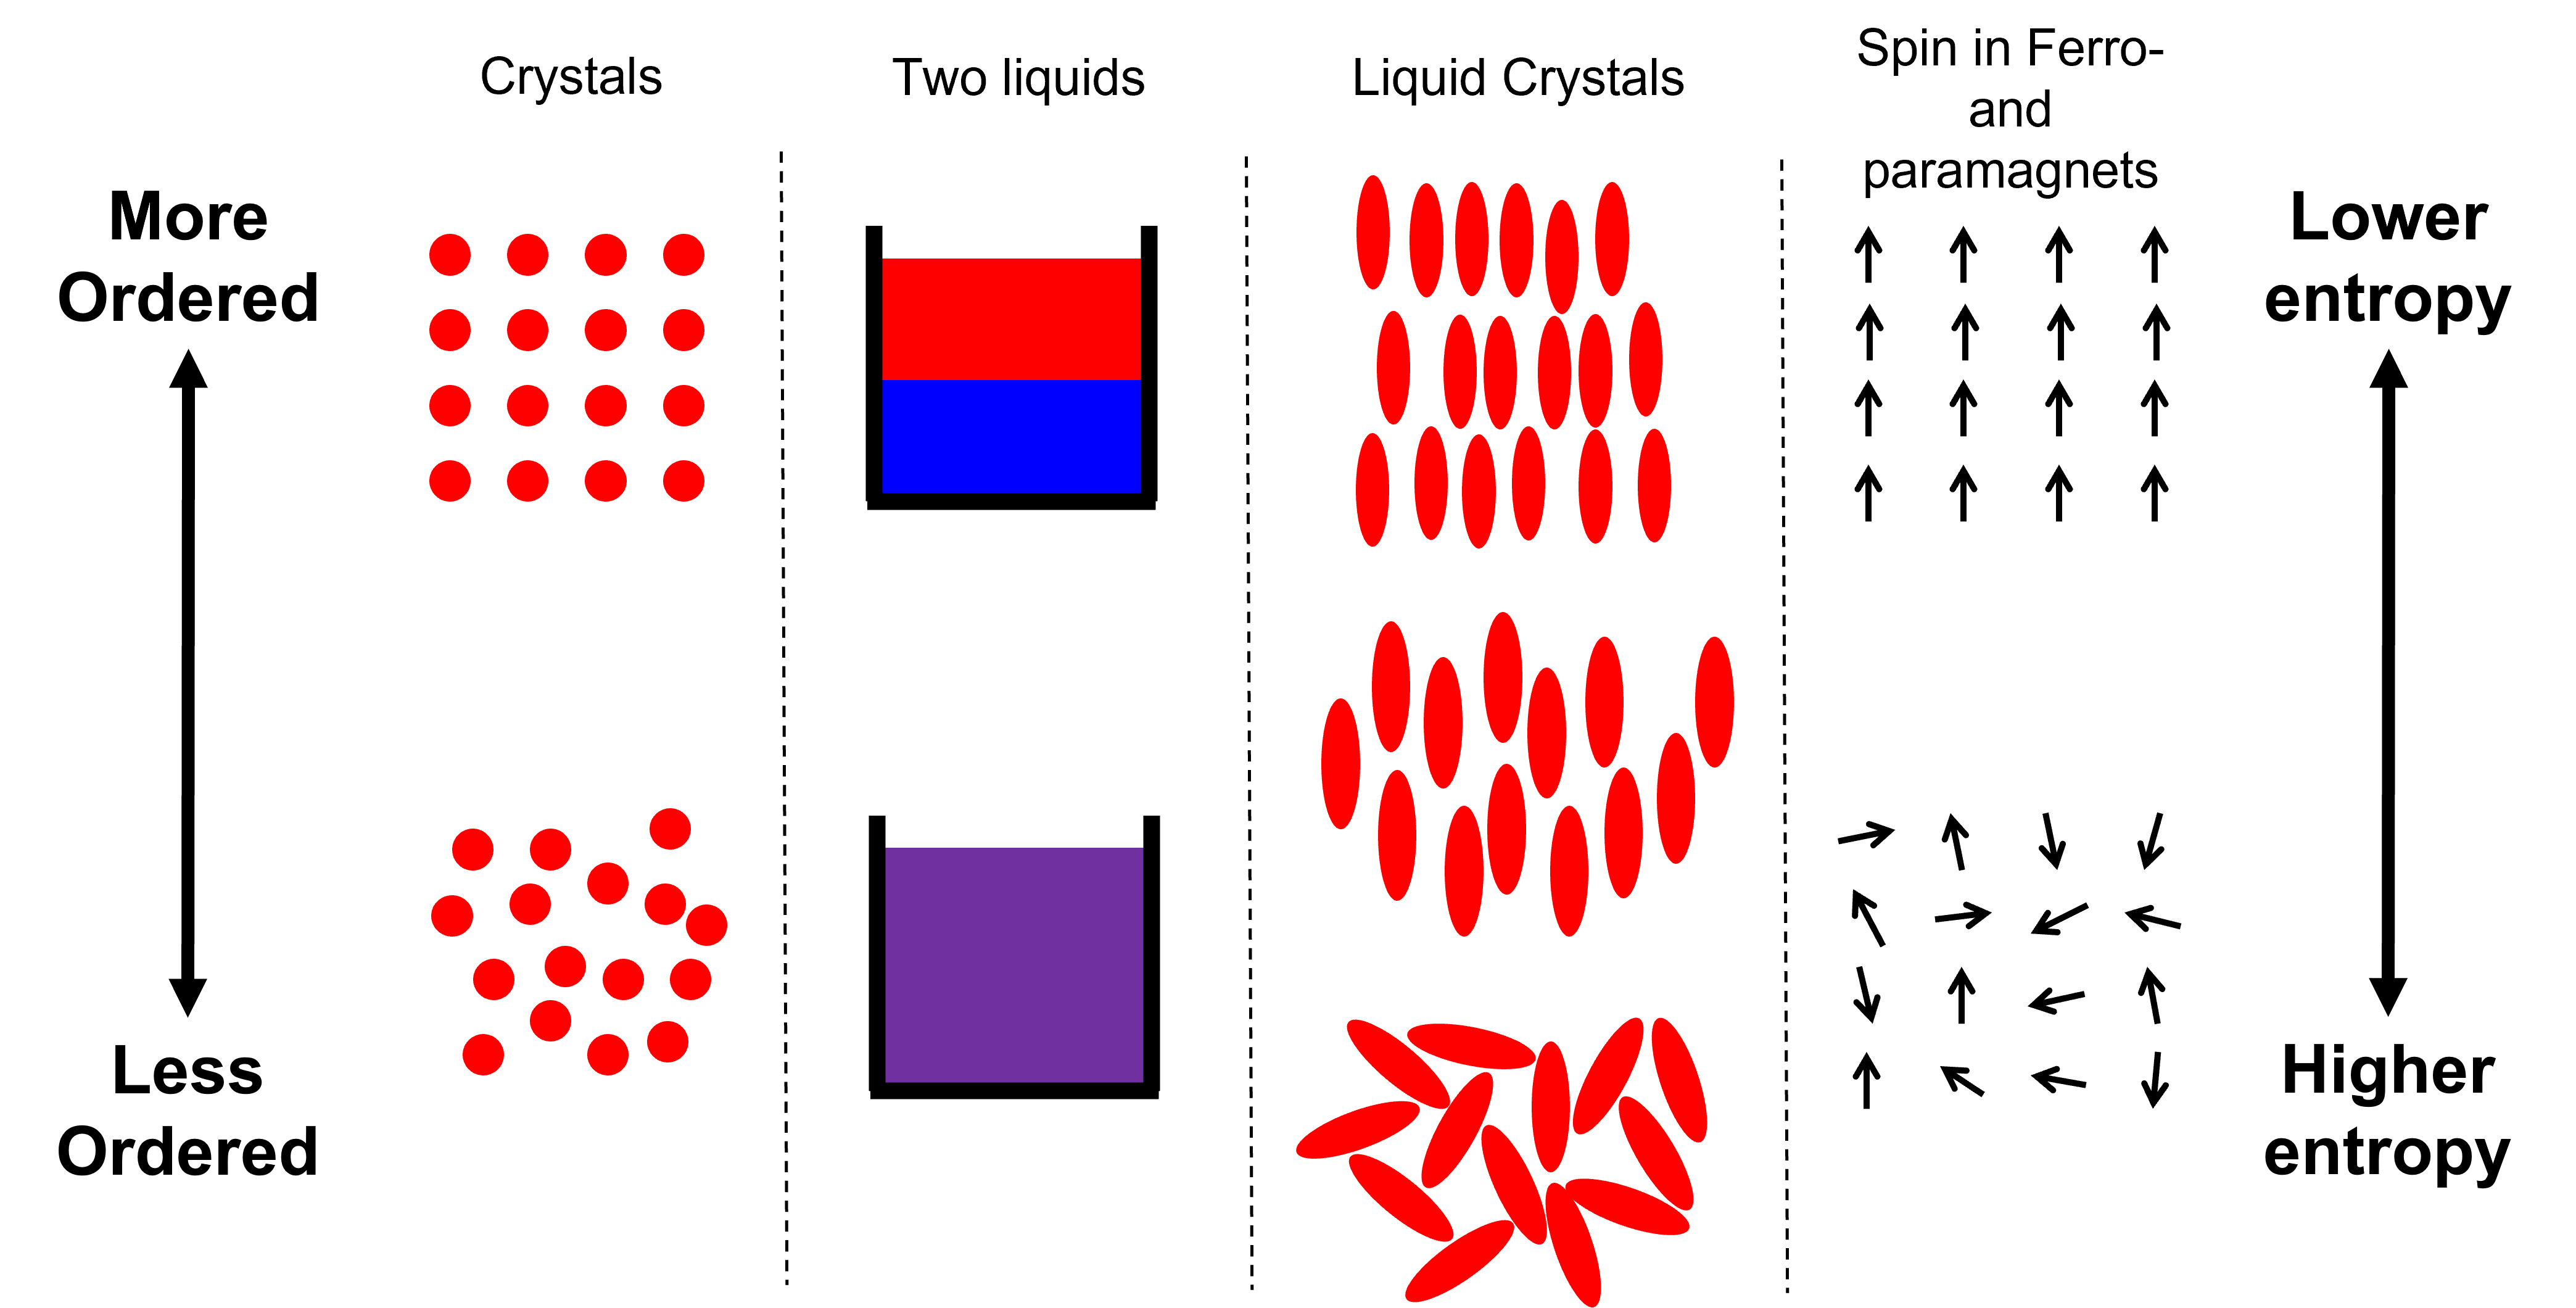 Crystals
Two liquids
Liquid Crystals
Spin in Ferro-
and
paramagnets
More
Ordered
Lower
entropy
Less
Ordered
Higher
entropy